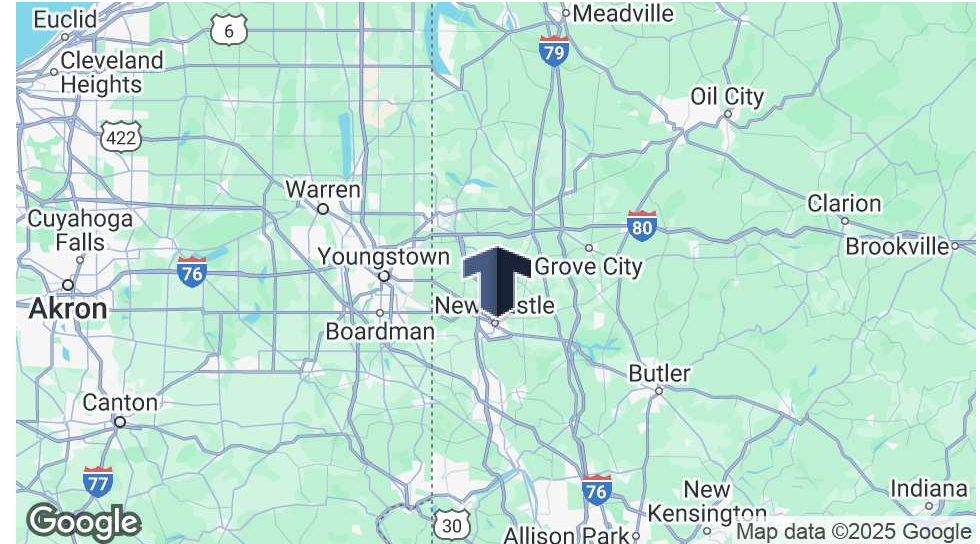 Euclid
6
Meadville
Cleveland
Heights
79
Oil City
422
Warren
Clarion
Cuyahoga
Falls
80
Brookville
Youngstown
76
Grove City
Akron
New
stle
Boardman
Butler
Canton
77
76
New
Kensington
Indiana
Google
30
Allison Park
Map data ©2025 Google